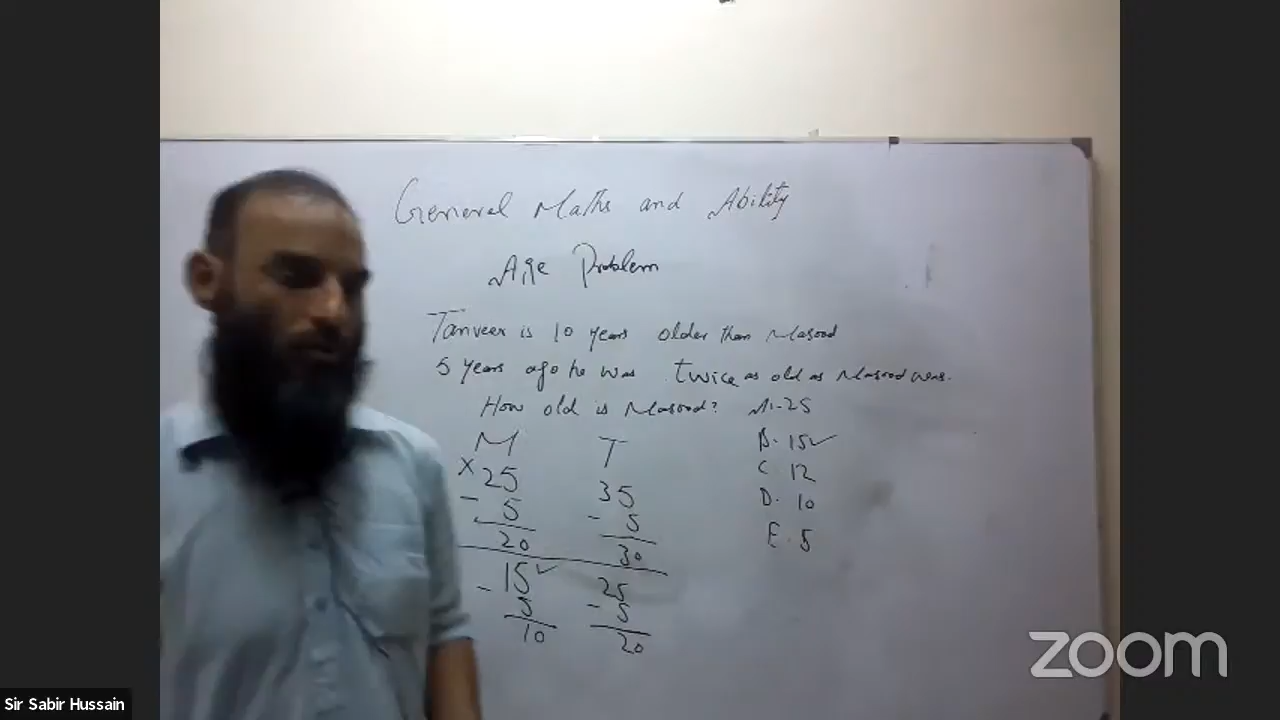 General Maths and Ability
Age Problem
Tanveer is 10 years older than Masood
5 years ago he was twice as old as Masood was.
How old is Masood? A. 25
M T B. 15✓
× 25 35 C. 12
- 5 - 5 D. 10
20 30 E. 5
- 15✓ 25
5 - 5
10 20
zoom
Sir Sabir Hussain